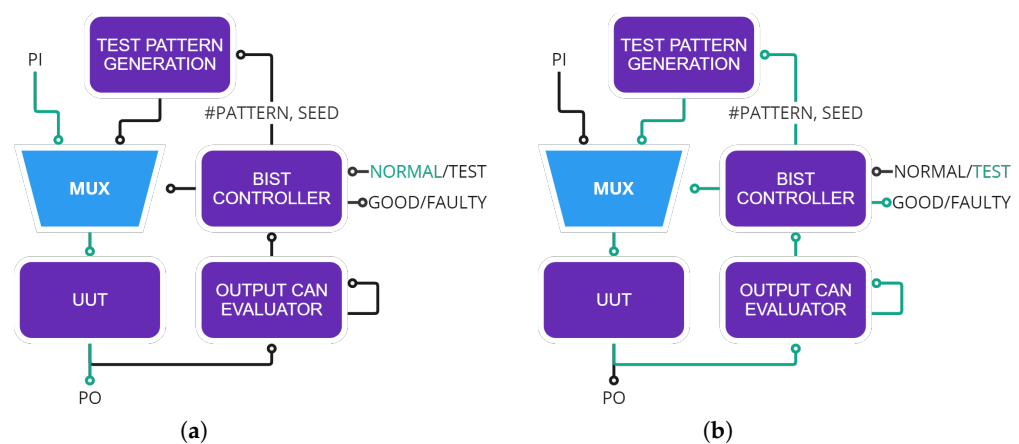 TEST PATTERN
GENERATION
PI
#PATTERN, SEED
MUX
BIST
CONTROLLER
NORMAL/TEST
GOOD/FAULTY
UUT
OUTPUT CAN
EVALUATOR
PO
(a)
TEST PATTERN
GENERATION
PI
#PATTERN, SEED
MUX
BIST
CONTROLLER
NORMAL/TEST
GOOD/FAULTY
UUT
OUTPUT CAN
EVALUATOR
PO
(b)